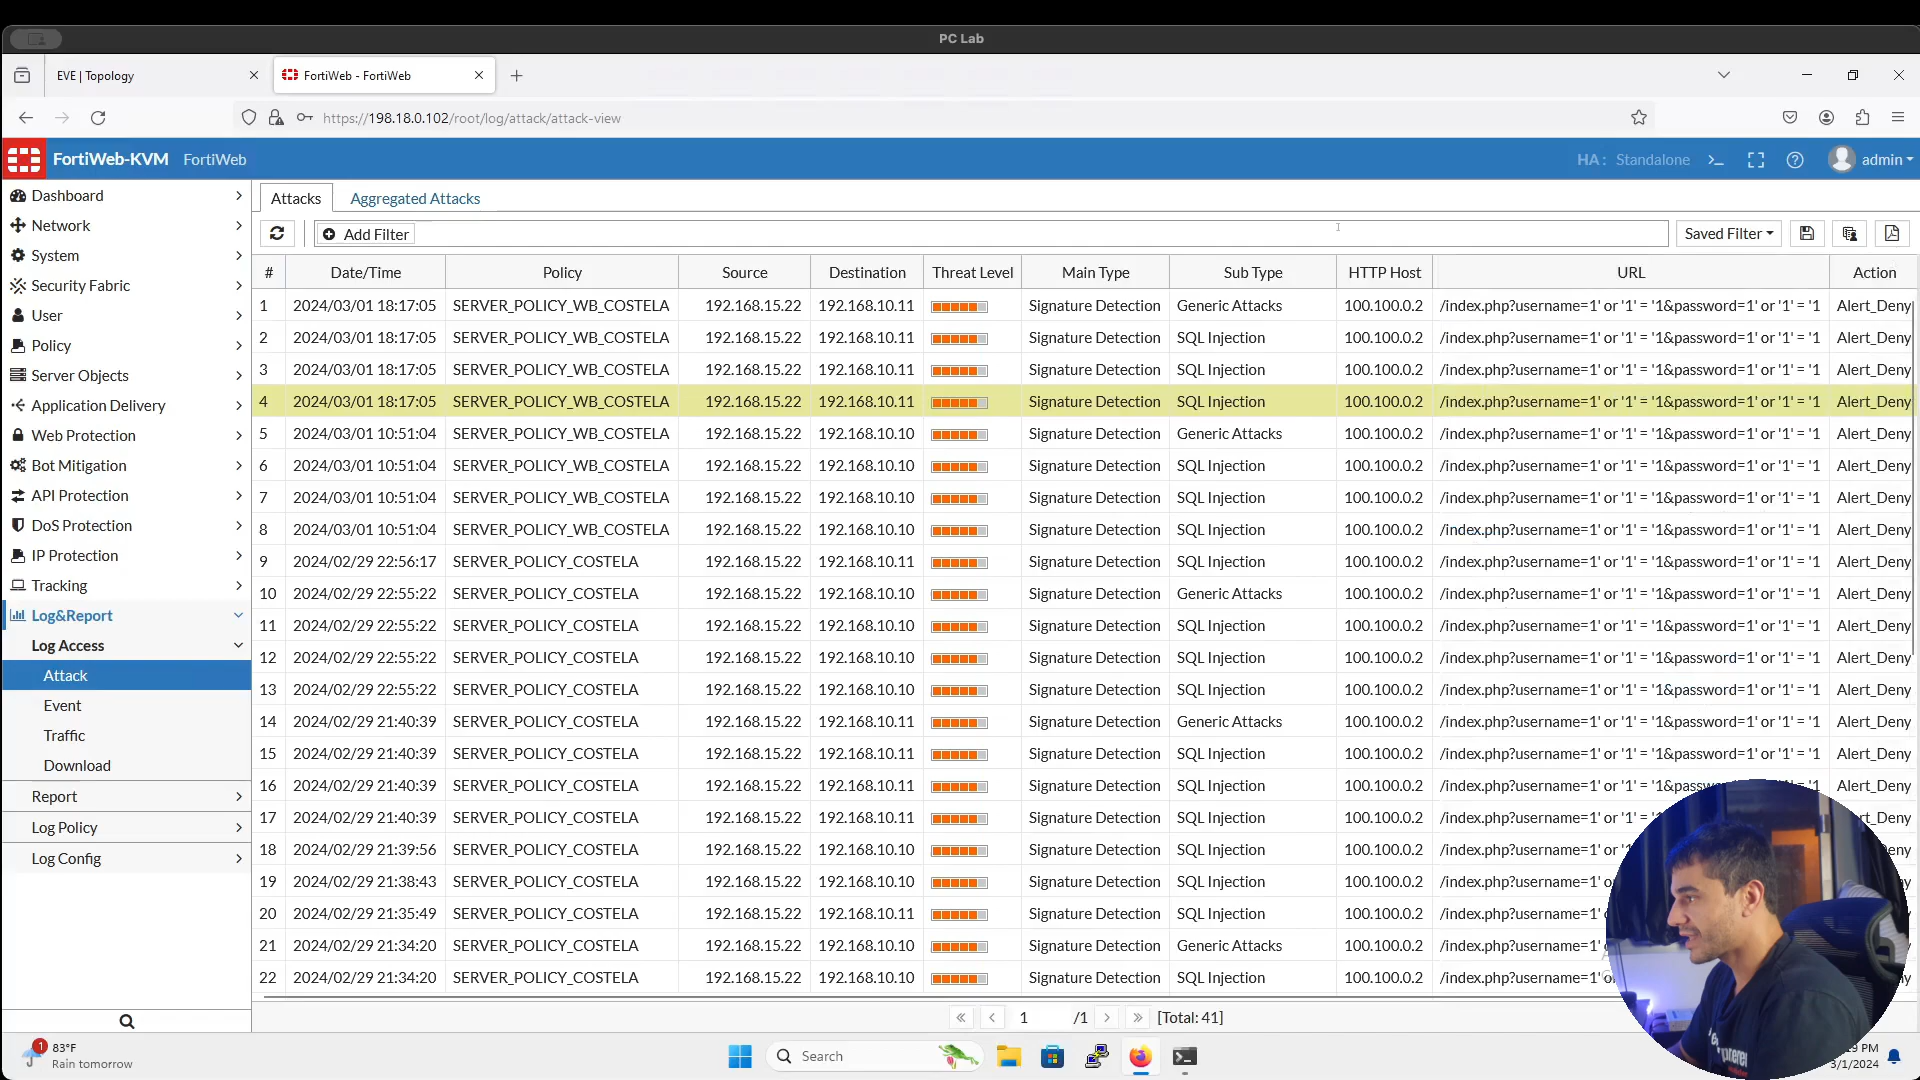 PC Lab
EVE | Topology
FortiWeb - FortiWeb
https://198.18.0.102/root/log/attack/attack-view
FortiWeb-KVM FortiWeb
HA: Standalone
admin
Dashboard
Network
System
Security Fabric
User
Policy
Server Objects
Application Delivery
Web Protection
Bot Mitigation
API Protection
DoS Protection
IP Protection
Tracking
Log&Report
Log Access
Attack
Event
Traffic
Download
Report
Log Policy
Log Config
Attacks Aggregated Attacks
Add Filter
Saved Filter
# Date/Time Policy Source Destination Threat Level Main Type Sub Type HTTP Host URL Action
1 2024/03/01 18:17:05 SERVER_POLICY_WB_COSTELA 192.168.15.22 192.168.10.11 Signature Detection Generic Attacks 100.100.0.2 /index.php?username=1' or '1' = '1&password=1' or '1' = '1 Alert_Deny
2 2024/03/01 18:17:05 SERVER_POLICY_WB_COSTELA 192.168.15.22 192.168.10.11 Signature Detection SQL Injection 100.100.0.2 /index.php?username=1' or '1' = '1&password=1' or '1' = '1 Alert_Deny
3 2024/03/01 18:17:05 SERVER_POLICY_WB_COSTELA 192.168.15.22 192.168.10.11 Signature Detection SQL Injection 100.100.0.2 /index.php?username=1' or '1' = '1&password=1' or '1' = '1 Alert_Deny
4 2024/03/01 18:17:05 SERVER_POLICY_WB_COSTELA 192.168.15.22 192.168.10.11 Signature Detection SQL Injection 100.100.0.2 /index.php?username=1' or '1' = '1&password=1' or '1' = '1 Alert_Deny
5 2024/03/01 10:51:04 SERVER_POLICY_WB_COSTELA 192.168.15.22 192.168.10.10 Signature Detection Generic Attacks 100.100.0.2 /index.php?username=1' or '1' = '1&password=1' or '1' = '1 Alert_Deny
6 2024/03/01 10:51:04 SERVER_POLICY_WB_COSTELA 192.168.15.22 192.168.10.10 Signature Detection SQL Injection 100.100.0.2 /index.php?username=1' or '1' = '1&password=1' or '1' = '1 Alert_Deny
7 2024/03/01 10:51:04 SERVER_POLICY_WB_COSTELA 192.168.15.22 192.168.10.10 Signature Detection SQL Injection 100.100.0.2 /index.php?username=1' or '1' = '1&password=1' or '1' = '1 Alert_Deny
8 2024/03/01 10:51:04 SERVER_POLICY_WB_COSTELA 192.168.15.22 192.168.10.10 Signature Detection SQL Injection 100.100.0.2 /index.php?username=1' or '1' = '1&password=1' or '1' = '1 Alert_Deny
9 2024/02/29 22:56:17 SERVER_POLICY_COSTELA 192.168.15.22 192.168.10.11 Signature Detection SQL Injection 100.100.0.2 /index.php?username=1' or '1' = '1&password=1' or '1' = '1 Alert_Deny
10 2024/02/29 22:55:22 SERVER_POLICY_COSTELA 192.168.15.22 192.168.10.10 Signature Detection Generic Attacks 100.100.0.2 /index.php?username=1' or '1' = '1&password=1' or '1' = '1 Alert_Deny
11 2024/02/29 22:55:22 SERVER_POLICY_COSTELA 192.168.15.22 192.168.10.10 Signature Detection SQL Injection 100.100.0.2 /index.php?username=1' or '1' = '1&password=1' or '1' = '1 Alert_Deny
12 2024/02/29 22:55:22 SERVER_POLICY_COSTELA 192.168.15.22 192.168.10.10 Signature Detection SQL Injection 100.100.0.2 /index.php?username=1' or '1' = '1&password=1' or '1' = '1 Alert_Deny
13 2024/02/29 22:55:22 SERVER_POLICY_COSTELA 192.168.15.22 192.168.10.10 Signature Detection SQL Injection 100.100.0.2 /index.php?username=1' or '1' = '1&password=1' or '1' = '1 Alert_Deny
14 2024/02/29 21:40:39 SERVER_POLICY_COSTELA 192.168.15.22 192.168.10.11 Signature Detection Generic Attacks 100.100.0.2 /index.php?username=1' or '1' = '1&password=1' or '1' = '1 Alert_Deny
15 2024/02/29 21:40:39 SERVER_POLICY_COSTELA 192.168.15.22 192.168.10.11 Signature Detection SQL Injection 100.100.0.2 /index.php?username=1' or '1' = '1&password=1' or '1' = '1 Alert_Deny
16 2024/02/29 21:40:39 SERVER_POLICY_COSTELA 192.168.15.22 192.168.10.11 Signature Detection SQL Injection 100.100.0.2 /index.php?username=1' or '1' = '1&passw '1 Alert_Deny
17 2024/02/29 21:40:39 SERVER_POLICY_COSTELA 192.168.15.22 192.168.10.11 Signature Detection SQL Injection 100.100.0.2 /index.php?username=1' or '1' = rt_Deny
18 2024/02/29 21:39:56 SERVER_POLICY_COSTELA 192.168.15.22 192.168.10.10 Signature Detection SQL Injection 100.100.0.2 /index.php?username=1' or eny
19 2024/02/29 21:38:43 SERVER_POLICY_COSTELA 192.168.15.22 192.168.10.10 Signature Detection SQL Injection 100.100.0.2 /index.php?username=1' or
20 2024/02/29 21:35:49 SERVER_POLICY_COSTELA 192.168.15.22 192.168.10.11 Signature Detection SQL Injection 100.100.0.2 /index.php?username=1'
21 2024/02/29 21:34:20 SERVER_POLICY_COSTELA 192.168.15.22 192.168.10.10 Signature Detection Generic Attacks 100.100.0.2 /index.php?username=1'
22 2024/02/29 21:34:20 SERVER_POLICY_COSTELA 192.168.15.22 192.168.10.10 Signature Detection SQL Injection 100.100.0.2 /index.php?username=1'
1 /1 [Total: 41]
1
83°F
Rain tomorrow
Search
PM
3/1/2024